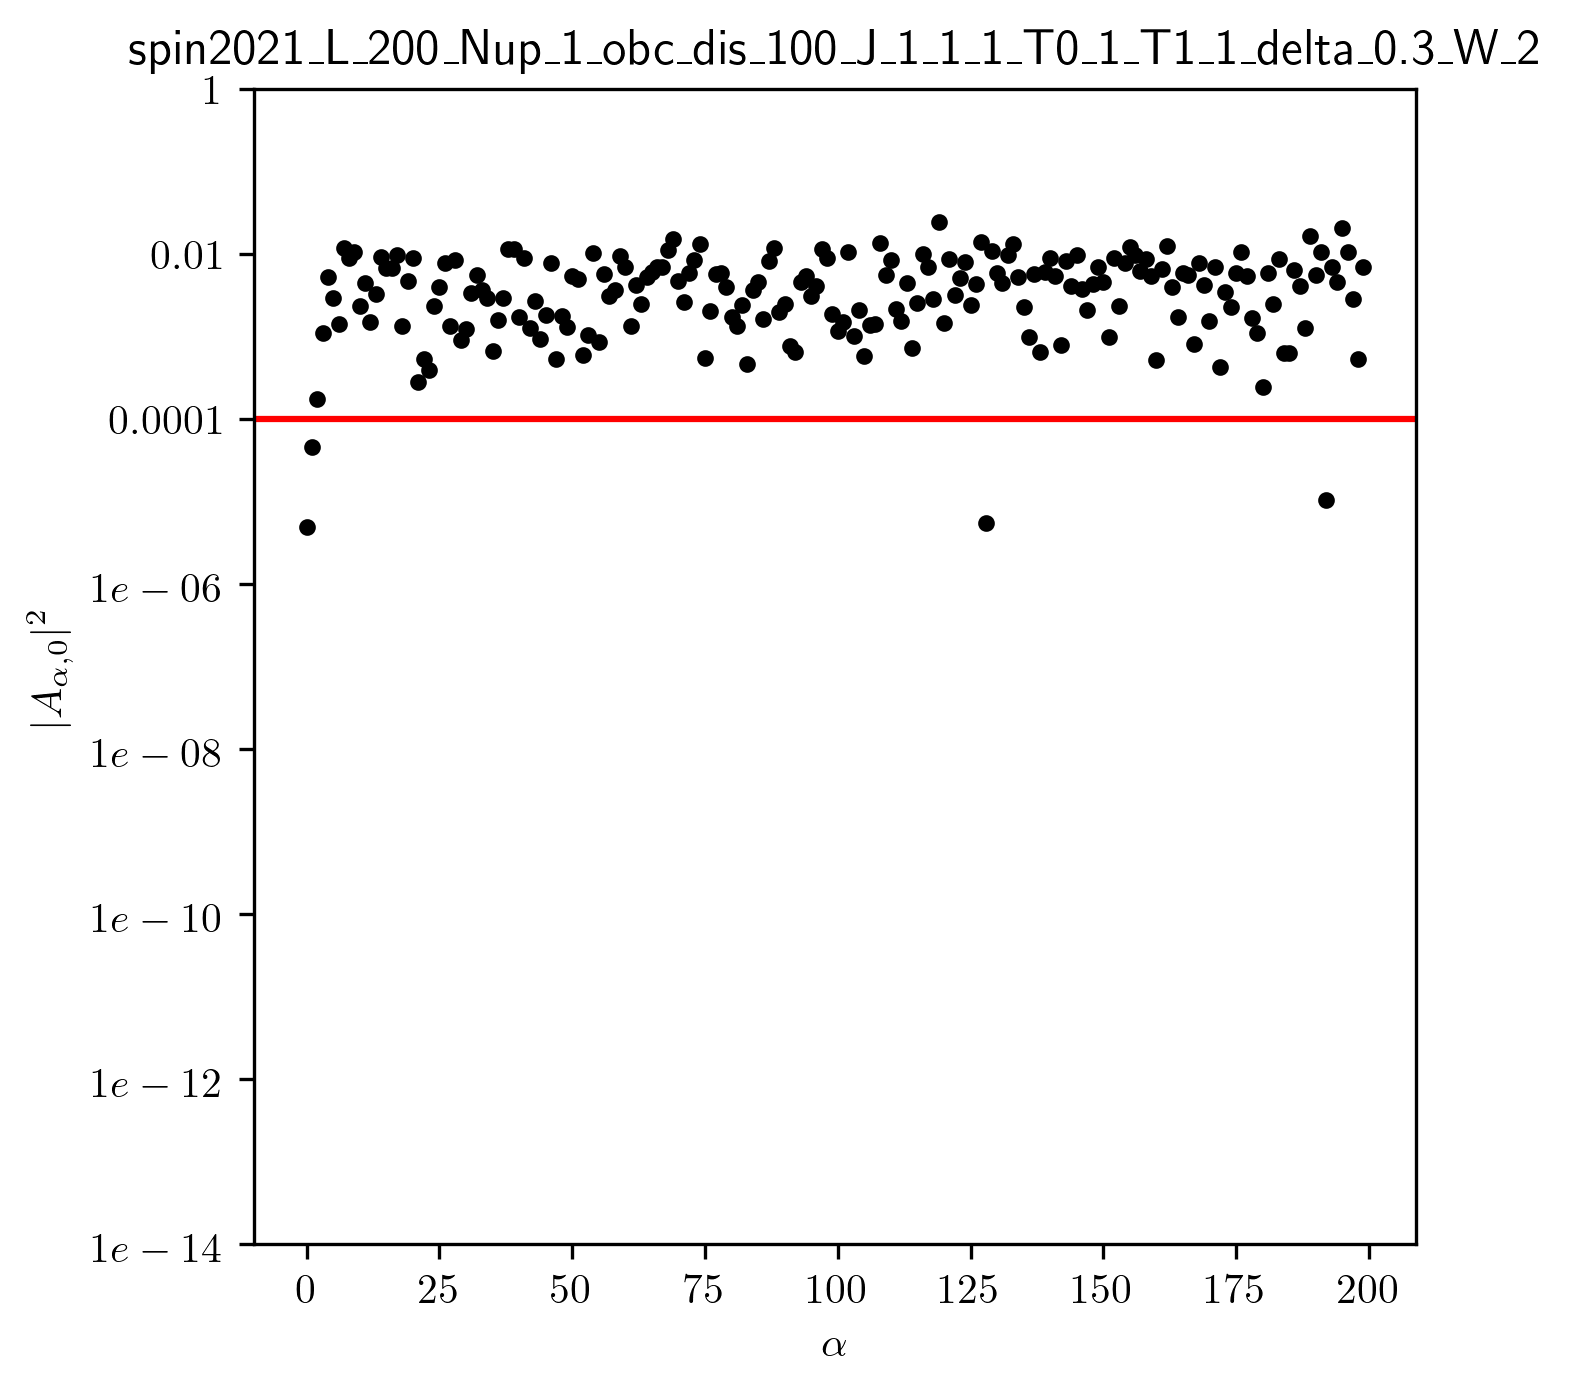 spin2021_L_200_Nup_1_obc_dis_100_J_1_1_1_T0_1_T1_1_delta_0.3_W_2
1
0.01
0.0001
1e − 06
1e − 08
1e − 10
1e − 12
1e − 14
|A_{α,0}|²
0 25 50 75 100 125 150 175 200
α